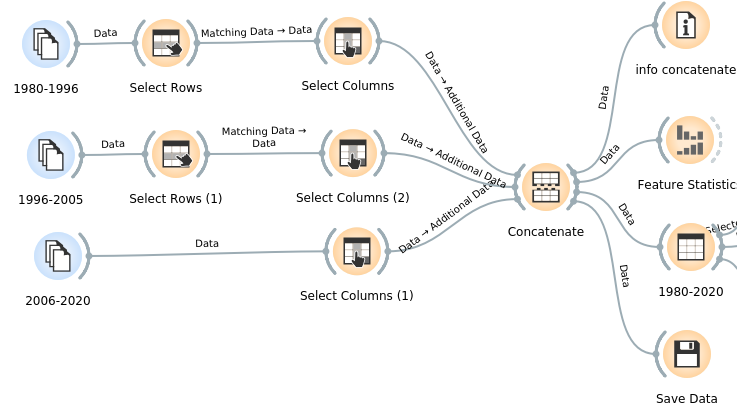 Data
Matching Data → Data
1980-1996
Select Rows
Select Columns
Data → Additional Data
Data
info concatenate
Data
Matching Data →
Data
1996-2005
Select Rows (1)
Select Columns (2)
Data → Additional Data
Data
Feature Statistics
Data
2006-2020
Select Columns (1)
Data → Additional Data
Concatenate
Data
1980-2020
Data
Save Data